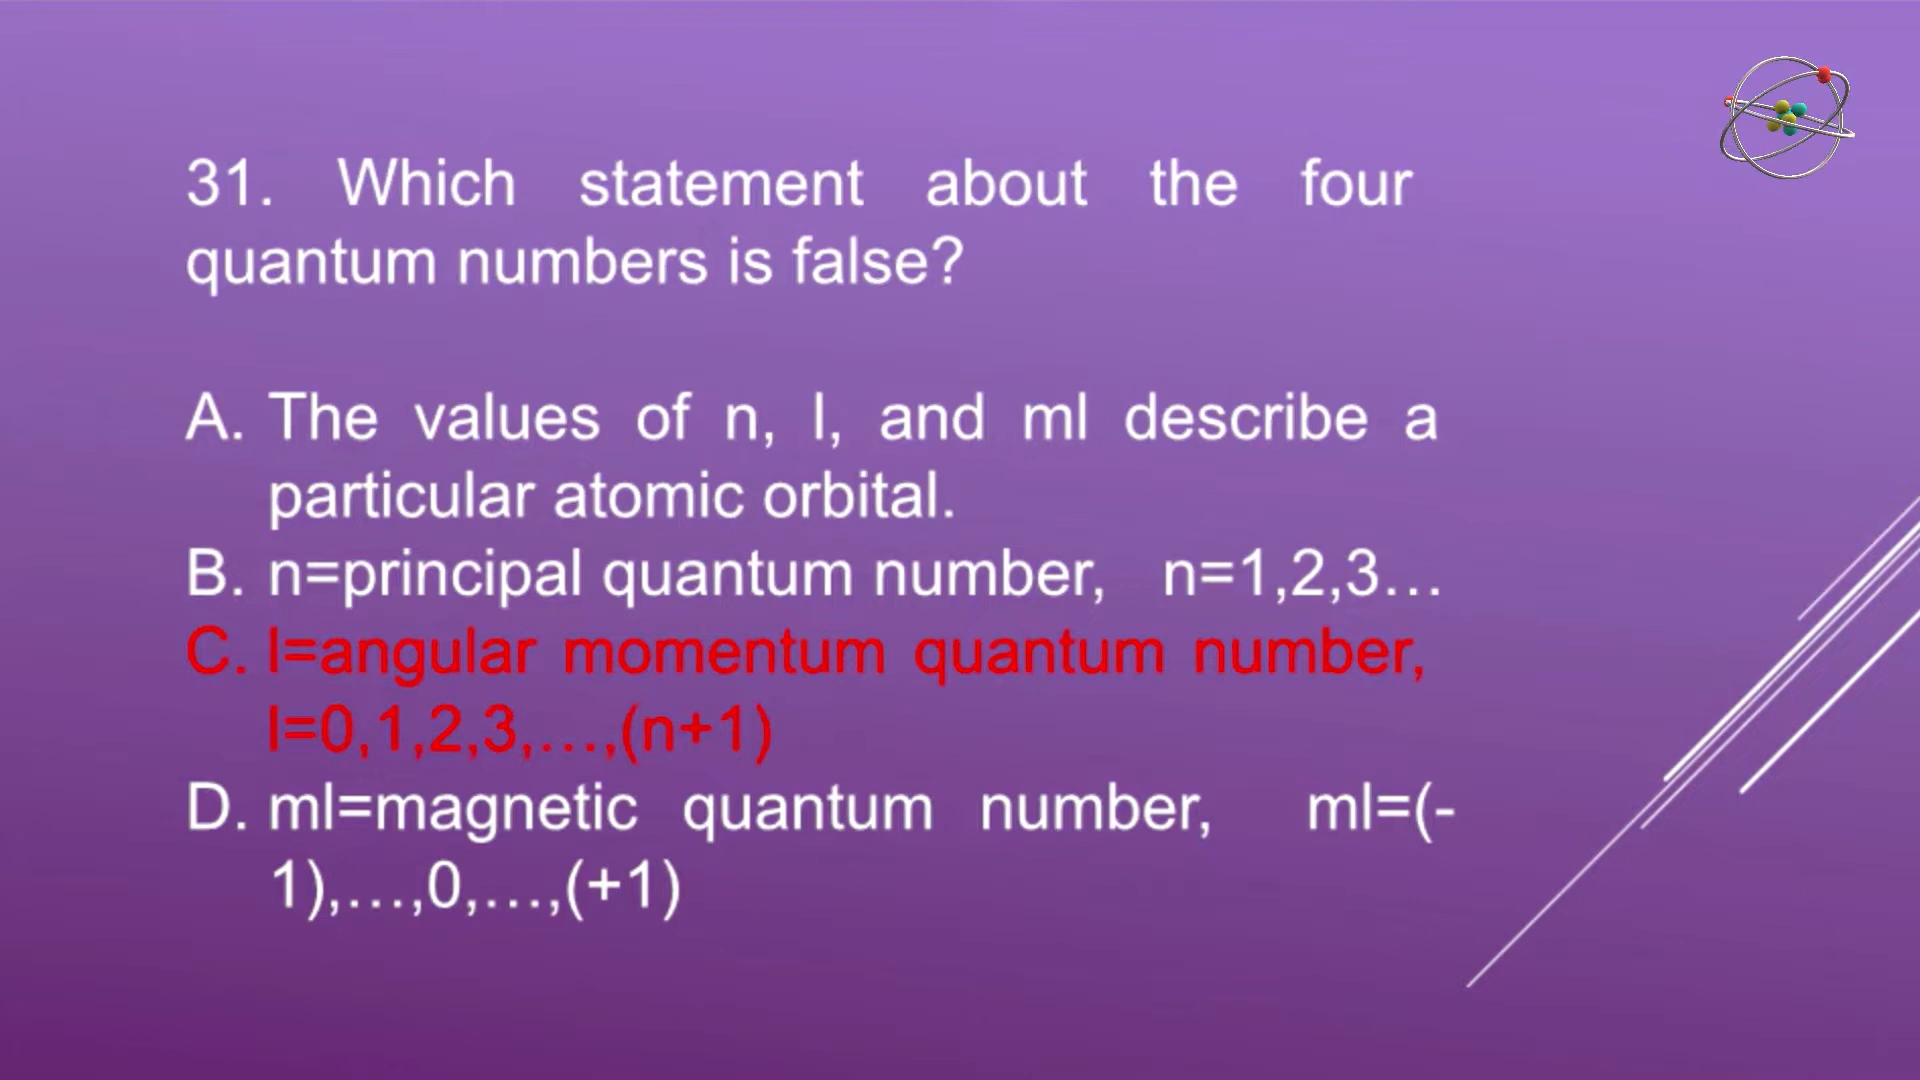 31. Which statement about the four
quantum numbers is false?
A. The values of n, l, and ml describe a
particular atomic orbital.
B. n=principal quantum number, n=1,2,3…
C. l=angular momentum quantum number,
l=0,1,2,3,…,(n+1)
D. ml=magnetic quantum number, ml=(-
1),…,0,…,(+1)